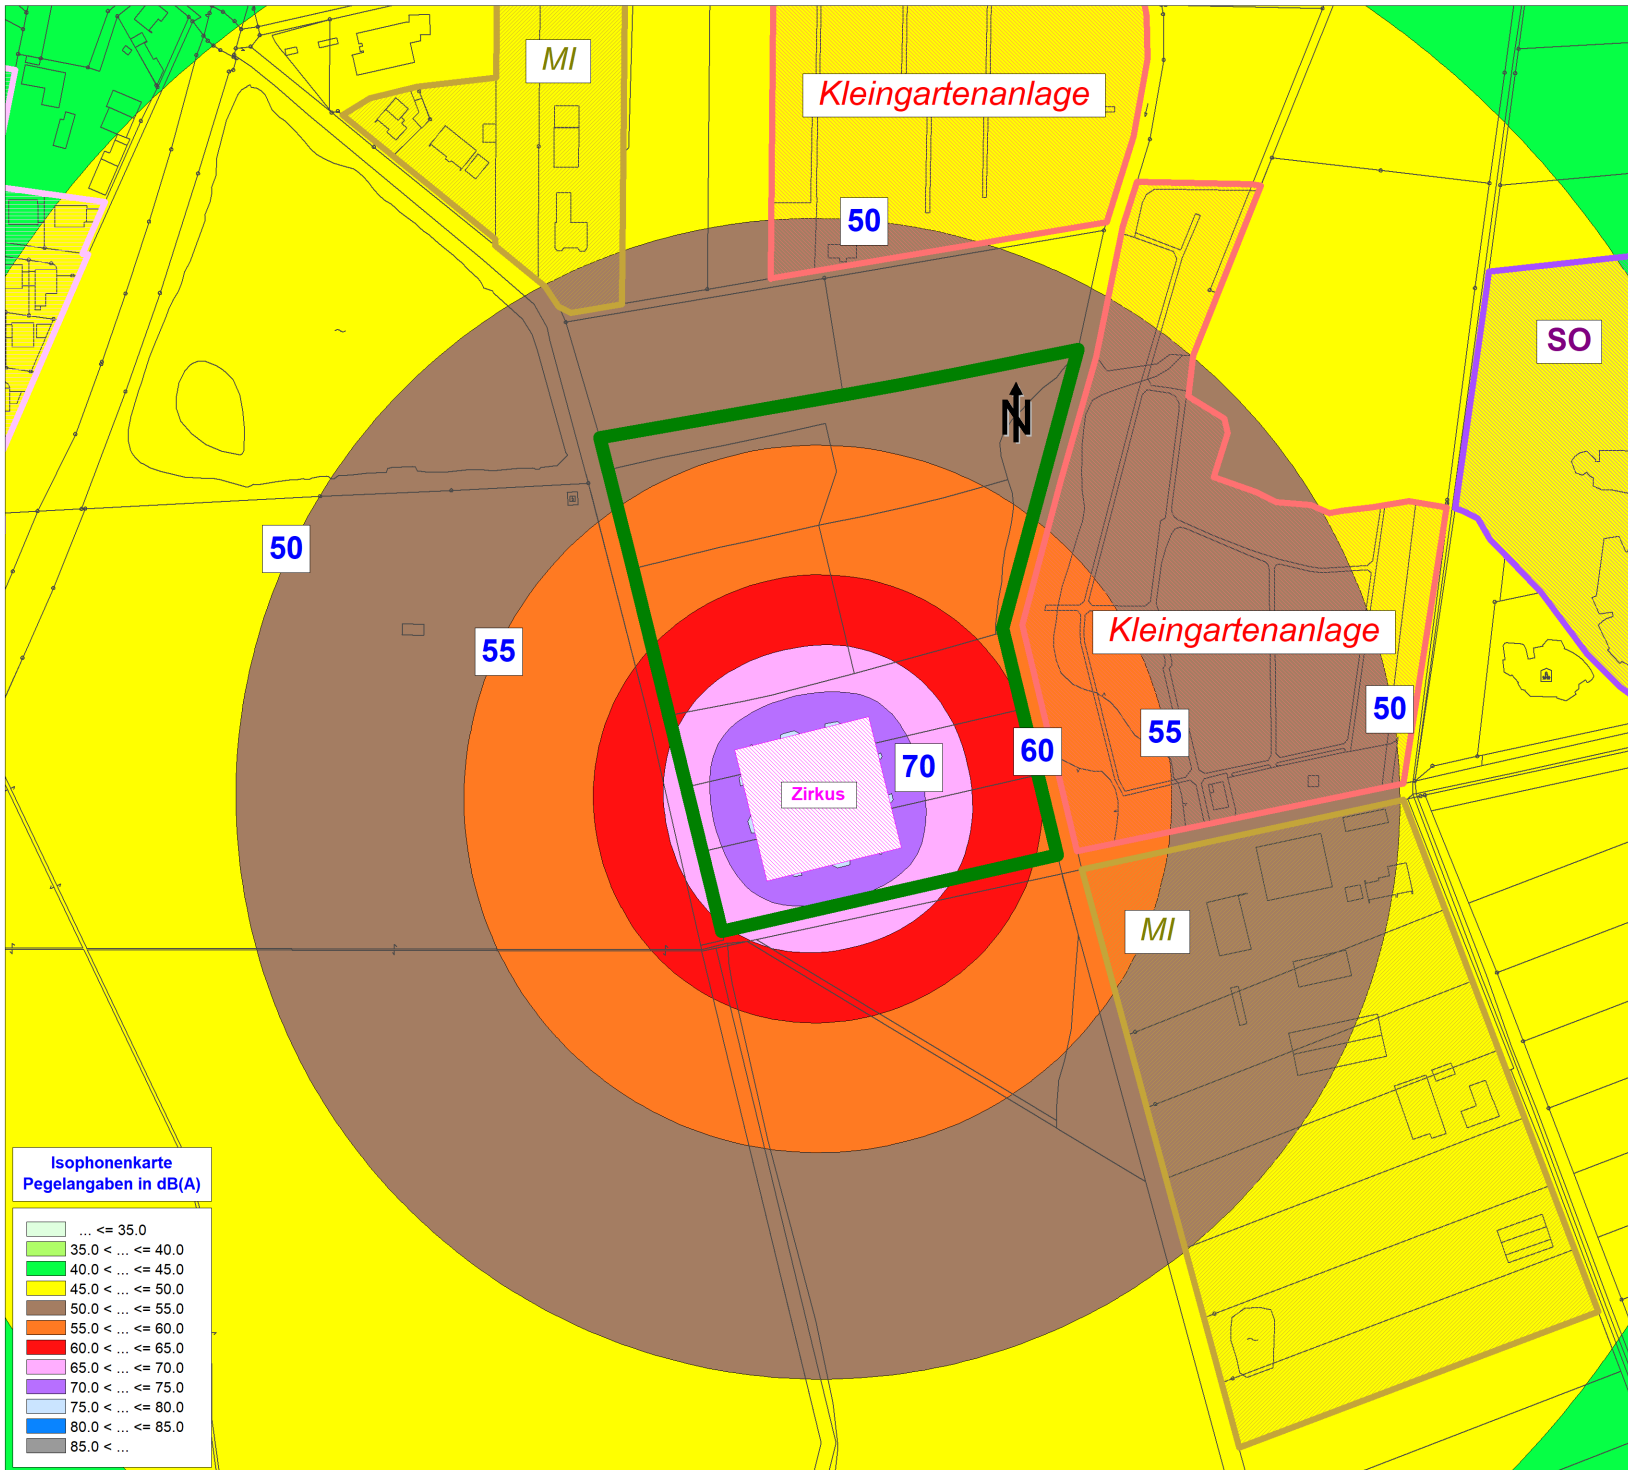 MI
Kleingartenanlage
50
SO
N
50
55
Kleingartenanlage
50
55
60
70
Zirkus
MI
Isophonenkarte
Pegelangaben in dB(A)
... <= 35.0
35.0 < ... <= 40.0
40.0 < ... <= 45.0
45.0 < ... <= 50.0
50.0 < ... <= 55.0
55.0 < ... <= 60.0
60.0 < ... <= 65.0
65.0 < ... <= 70.0
70.0 < ... <= 75.0
75.0 < ... <= 80.0
80.0 < ... <= 85.0
85.0 < ...